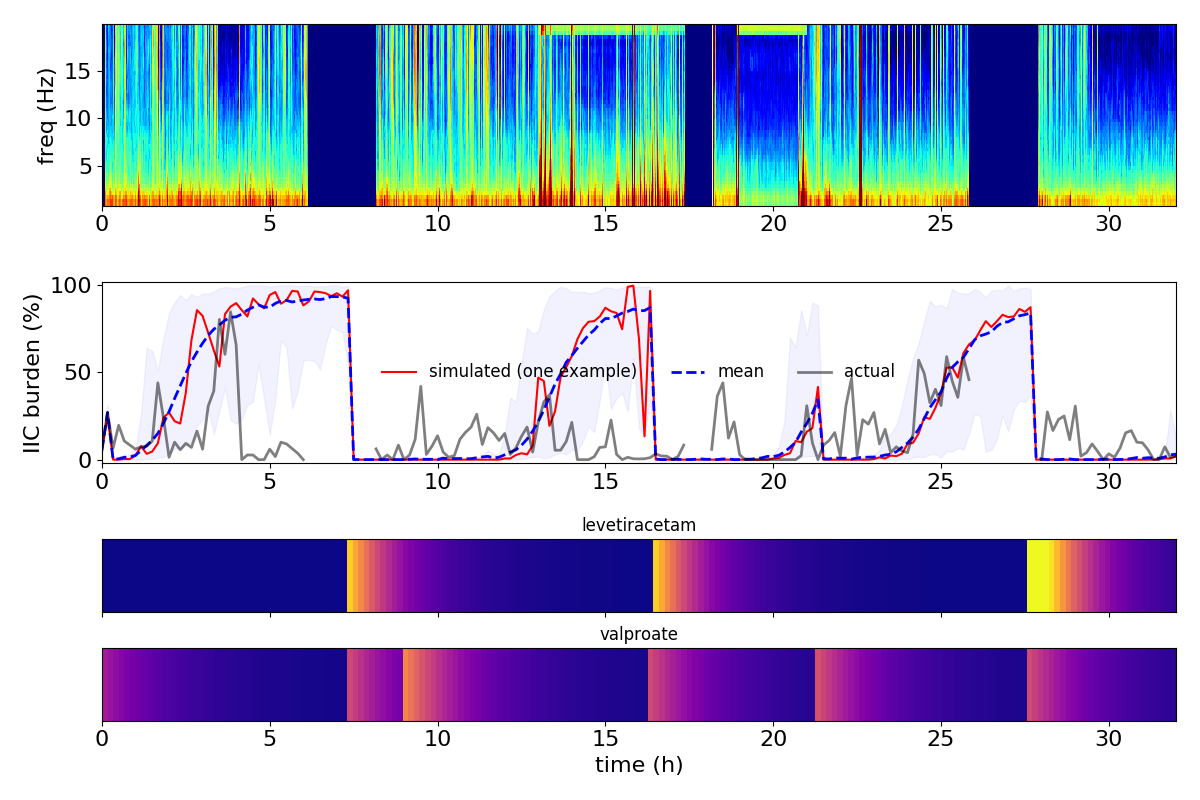 15
10
5
freq (Hz)
0 5 10 15 20 25 30
100
50
0
IIC burden (%)
simulated (one example) mean actual
0 5 10 15 20 25 30
levetiracetam
valproate
0 5 10 15 20 25 30
time (h)